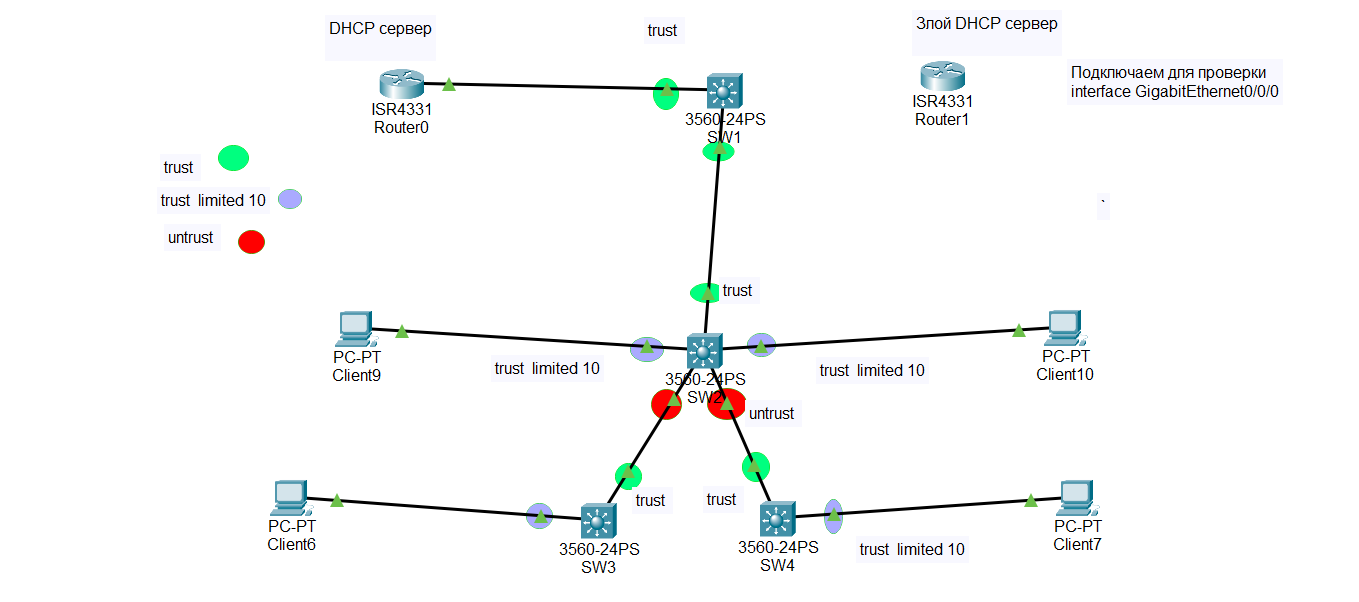 DHCP сервер
trust
Злой DHCP сервер
ISR4331
Router0
3560-24PS
SW1
ISR4331
Router1
Подключаем для проверки
interface GigabitEthernet0/0/0
trust
trust limited 10
untrust
`
trust
PC-PT
Client9
trust limited 10
3560-24PS
SW2
trust limited 10
PC-PT
Client10
untrust
trust
trust
PC-PT
Client6
3560-24PS
SW3
3560-24PS
SW4
trust limited 10
PC-PT
Client7